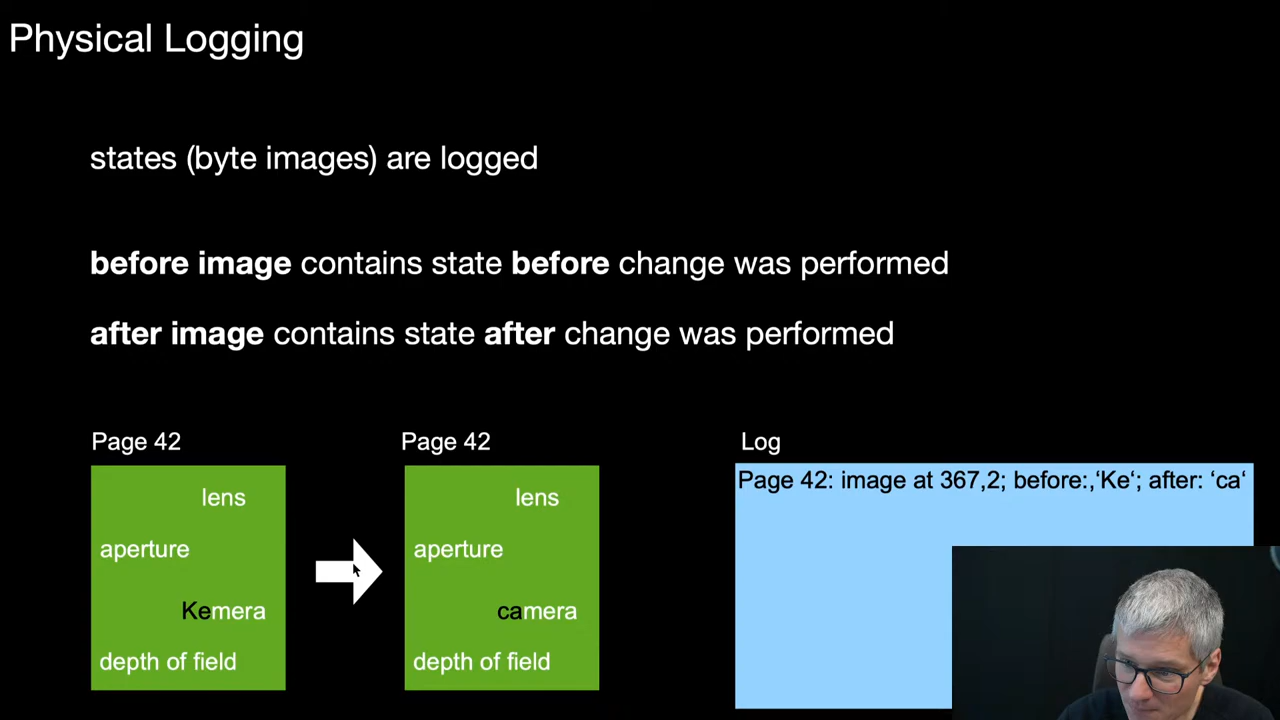 Physical Logging
states (byte images) are logged
before image contains state before change was performed
after image contains state after change was performed
Page 42
lens
aperture
Kemera
depth of field
Page 42
lens
aperture
camera
depth of field
Log
Page 42: image at 367,2; before:‚‘Ke‘; after: ‘ca‘